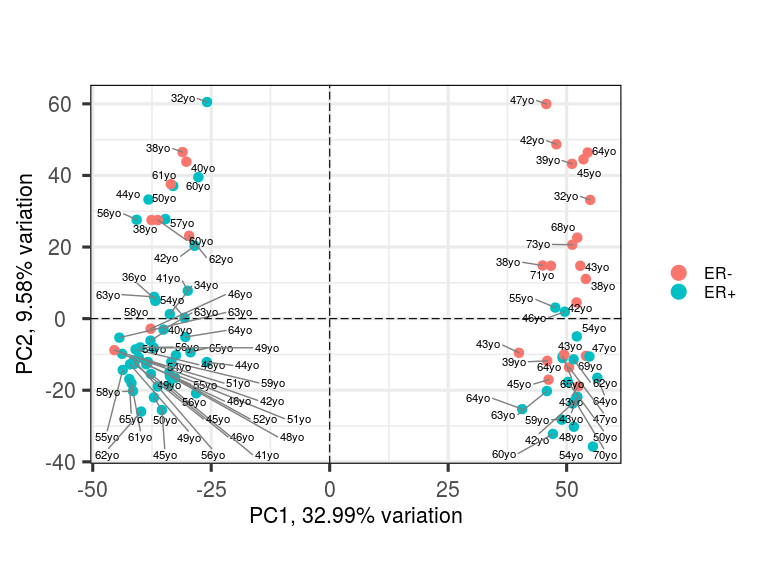 32yo
47yo
42yo
38yo
64yo
39yo
40yo
61yo
45yo
60yo
44yo
50yo
32yo
56yo
57yo
38yo
68yo
60yo
73yo
42yo
62yo
38yo
43yo
71yo
36yo
41yo
34yo
38yo
63yo
46yo
54yo
55yo
58yo
63yo
63yo
42yo
46yo
40yo
64yo
54yo
54yo
56yo
65yo
49yo
43yo
43yo
47yo
54yo
46yo
44yo
39yo
64yo
69yo
49yo
55yo
51yo
59yo
45yo
65yo
62yo
58yo
56yo
46yo
42yo
64yo
43yo
64yo
65yo
50yo
45yo
52yo
51yo
63yo
59yo
43yo
47yo
55yo
61yo
49yo
46yo
48yo
42yo
48yo
50yo
62yo
45yo
56yo
41yo
60yo
54yo
70yo
60
40
20
0
-20
-40
-50
-25
0
25
50
PC1, 32.99% variation
PC2, 9.58% variation
ER-
ER+